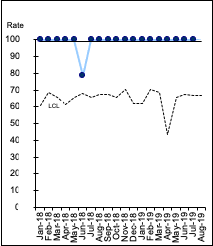 Rate
100
90
80
70
60
50
40
30
20
10
0
LCL
Jan-18
Feb-18
Mar-18
Apr-18
May-18
Jun-18
Jul-18
Aug-18
Sep-18
Oct-18
Nov-18
Dec-18
Jan-19
Feb-19
Mar-19
Apr-19
May-19
Jun-19
Jul-19
Aug-19